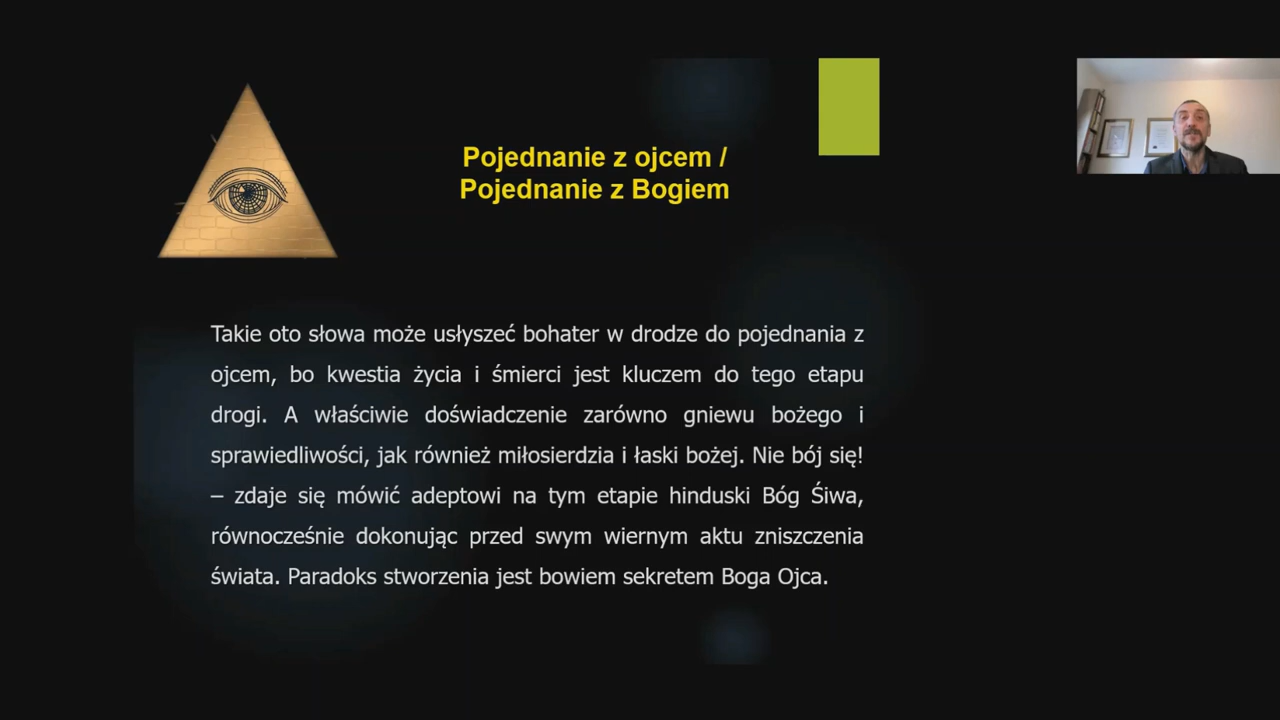 Pojednanie z ojcem /
Pojednanie z Bogiem
Takie oto słowa może usłyszeć bohater w drodze do pojednania z
ojcem, bo kwestia życia i śmierci jest kluczem do tego etapu
drogi. A właściwie doświadczenie zarówno gniewu bożego i
sprawiedliwości, jak również miłosierdzia i łaski bożej. Nie bój się!
– zdaje się mówić adeptowi na tym etapie hinduski Bóg Śiwa,
równocześnie dokonując przed swym wiernym aktu zniszczenia
świata. Paradoks stworzenia jest bowiem sekretem Boga Ojca.